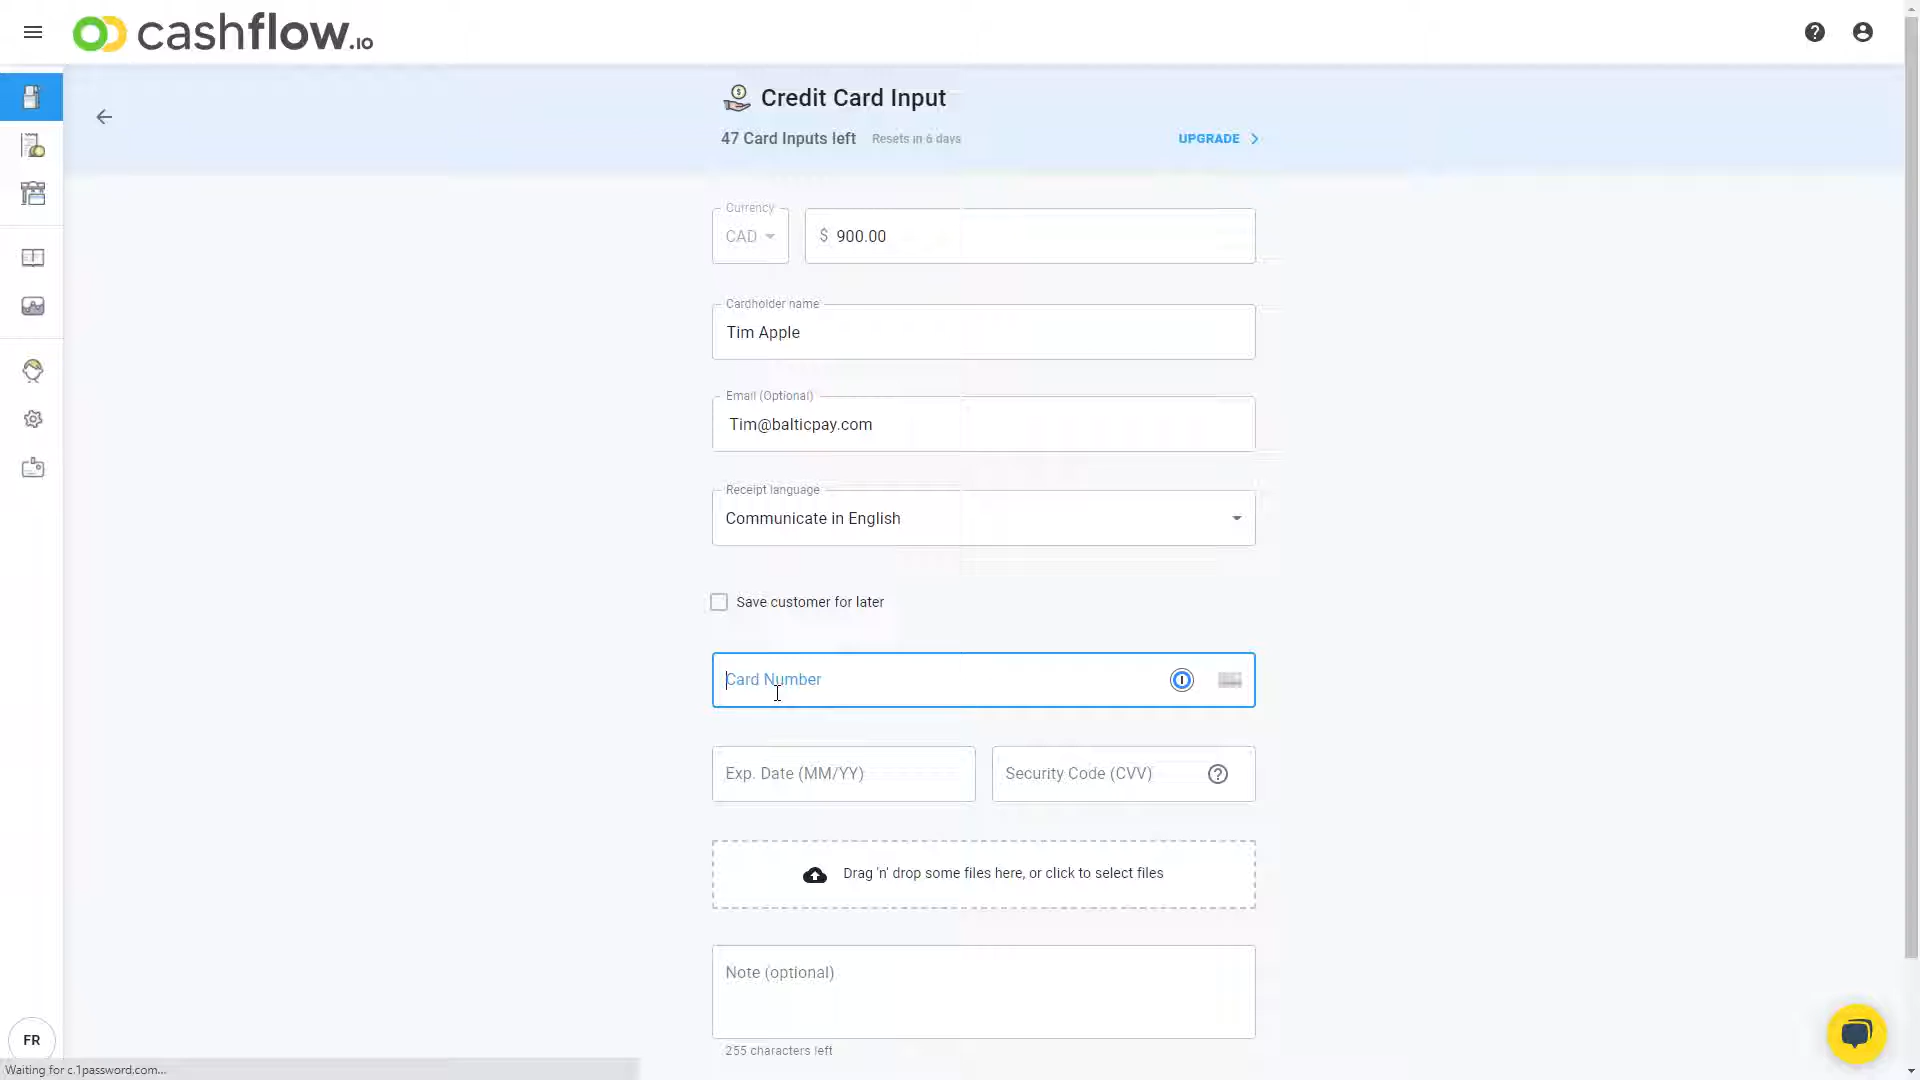 cashflow.io
Credit Card Input
47 Card Inputs left Resets in 6 days UPGRADE
Currency
CAD $ 900.00
Cardholder name
Tim Apple
Email (Optional)
Tim@balticpay.com
Receipt language
Communicate in English
Save customer for later
Card Number
Exp. Date (MM/YY) Security Code (CVV)
Drag 'n' drop some files here, or click to select files
Note (optional)
255 characters left
FR
Waiting for c.1password.com...